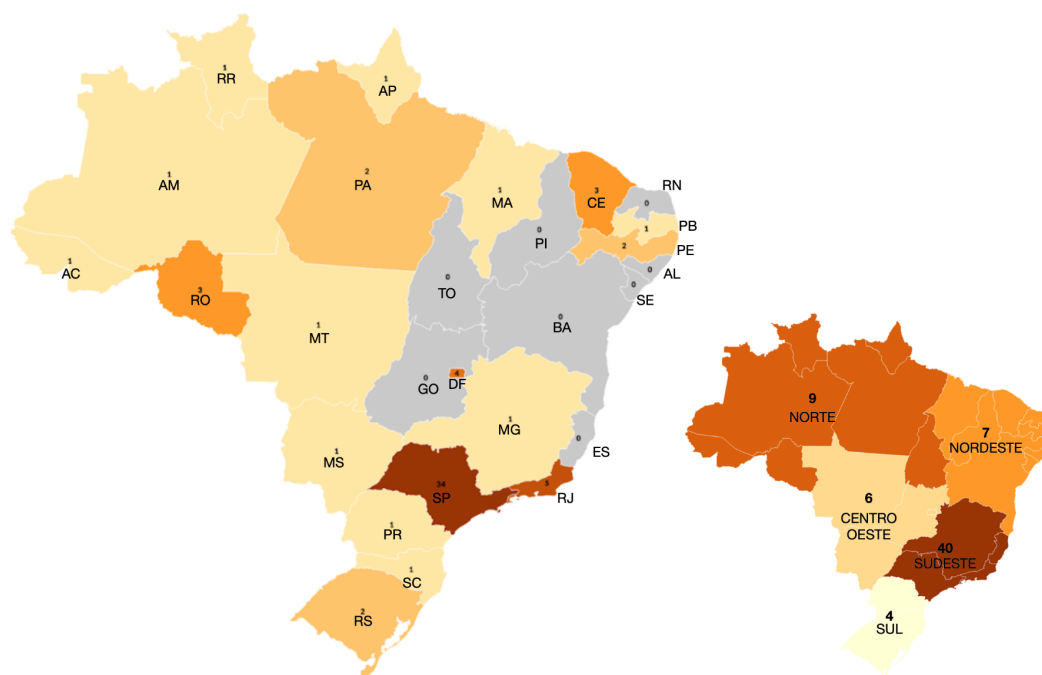 1
RR
1
AP
1
AM
2
PA
1
MA
3
CE
RN
0
1
PB
2
PE
0
PI
0
AL
0
SE
1
AC
3
RO
0
TO
0
BA
1
MT
0
GO
4
DF
1
MG
0
ES
1
MS
34
SP
5
RJ
1
PR
1
SC
2
RS
9
NORTE
7
NORDESTE
6
CENTRO
OESTE
40
SUDESTE
4
SUL